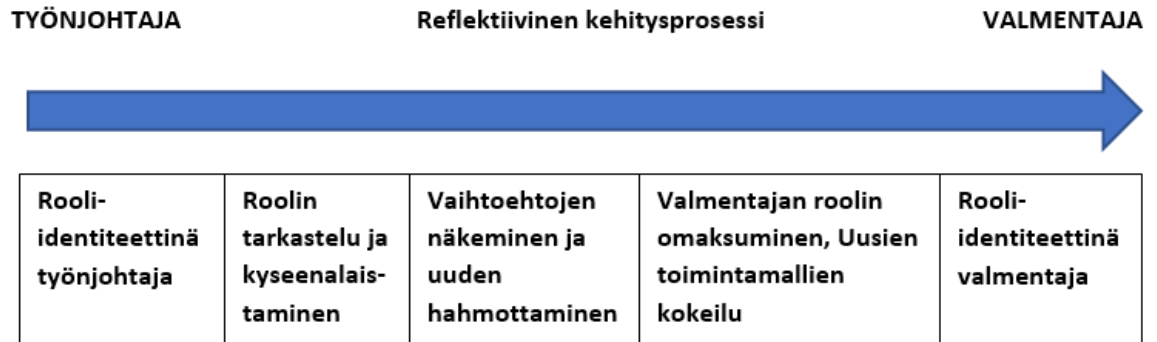 TYÖNJOHTAJA Reflektiivinen kehitysprosessi VALMENTAJA
Rooli-
identiteettinä
työnjohtaja
Roolin
tarkastelu ja
kyseenalais-
taminen
Vaihtoehtojen
näkeminen ja
uuden
hahmottaminen
Valmentajan roolin
omaksuminen, Uusien
toimintamallien
kokeilu
Rooli-
identiteettinä
valmentaja